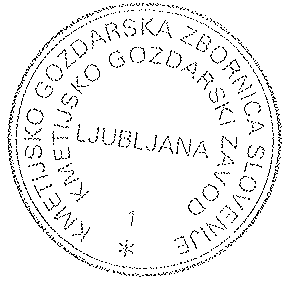 KMETIJSKO GOZDARSKA ZBORNICA SLOVENIJE
KMETIJSKO GOZDARSKI ZAVOD
LJUBLJANA
1
*